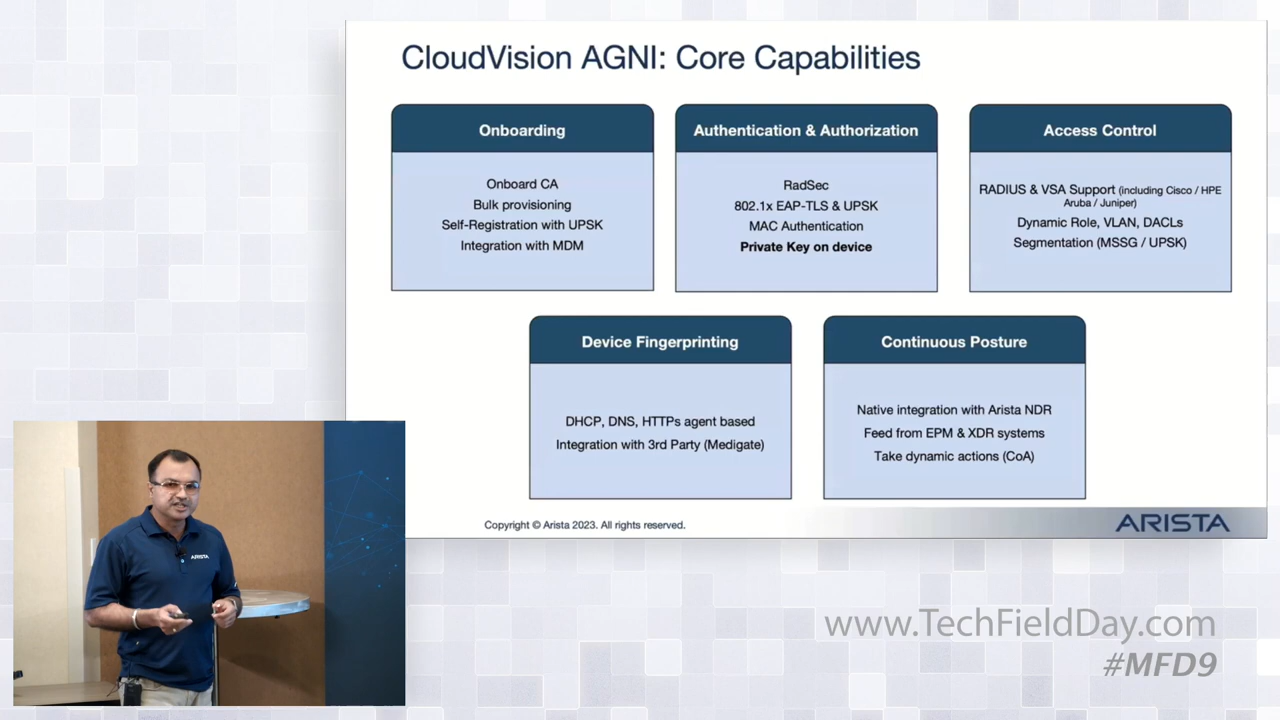 CloudVision AGNI: Core Capabilities
Onboarding
Onboard CA
Bulk provisioning
Self-Registration with UPSK
Integration with MDM
Authentication & Authorization
RadSec
802.1x EAP-TLS & UPSK
MAC Authentication
Private Key on device
Access Control
RADIUS & VSA Support (including Cisco / HPE
Aruba / Juniper)
Dynamic Role, VLAN, DACLs
Segmentation (MSSG / UPSK)
Device Fingerprinting
DHCP, DNS, HTTPs agent based
Integration with 3rd Party (Medigate)
Continuous Posture
Native integration with Arista NDR
Feed from EPM & XDR systems
Take dynamic actions (CoA)
Copyright © Arista 2023. All rights reserved.
ARISTA
ARISTA
www.TechFieldDay.com
#MFD9